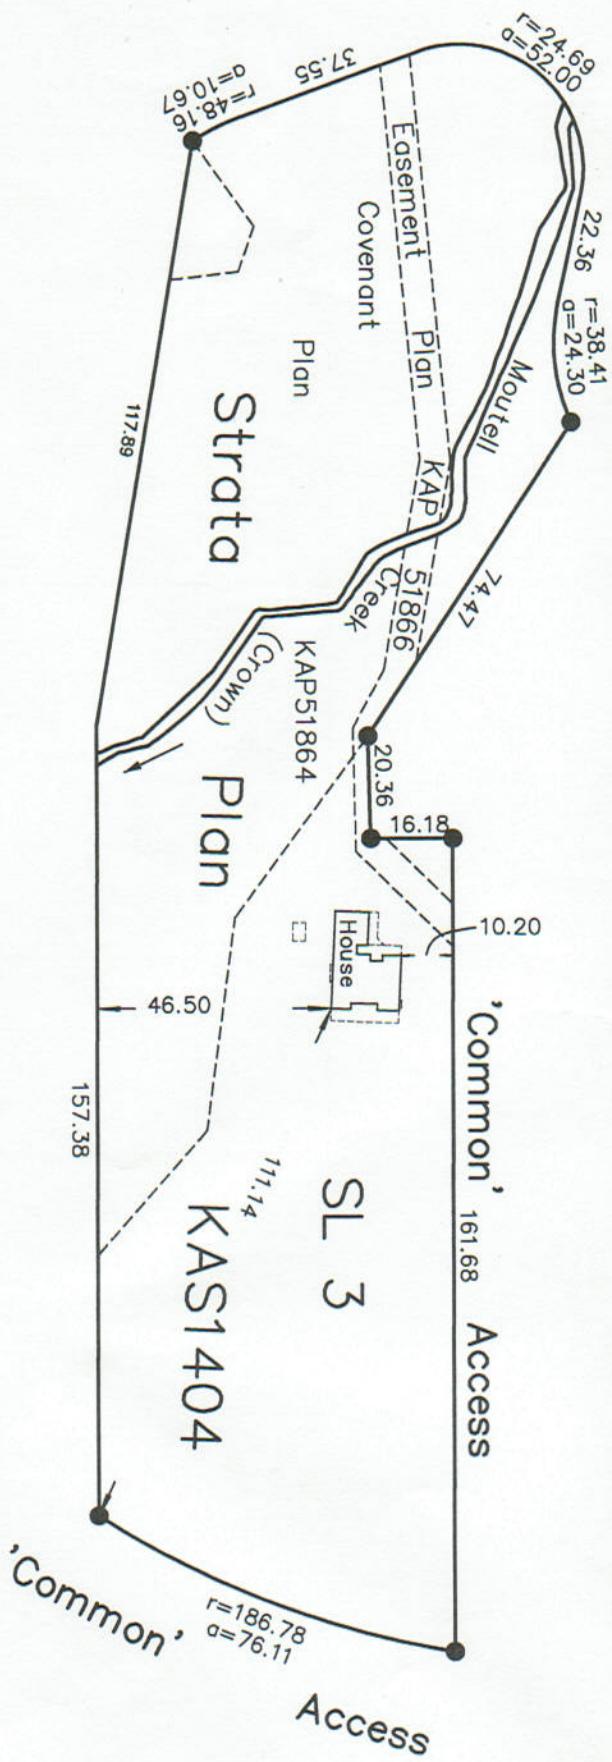 r=24.69
a=52.00
37.55
r=48.16
a=10.67
22.36
r=38.41
a=24.30
Easement Plan KAP 51866
Covenant
Plan
KAP51864
Moutell
Creek
(Crown)
74.47
117.89
20.36
16.18
10.20
House
46.50
'Common' Access
161.68
157.38
111.14
SL 3
Strata Plan KAS1404
r=186.78
a=76.11
'Common' Access